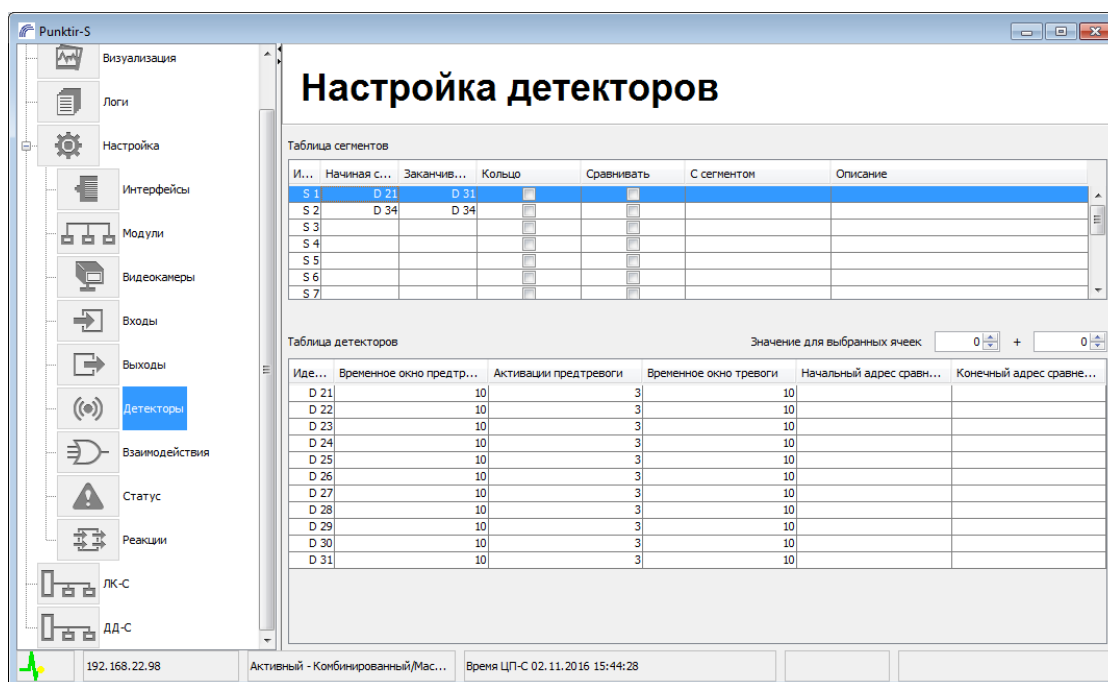 Punktir-S
Визуализация
Логи
Настройка
Интерфейсы
Модули
Видеокамеры
Входы
Выходы
Детекторы
Взаимодействия
Статус
Реакции
ЛК-С
ДД-С
Настройка детекторов
Таблица сегментов
И... Начиная с... Заканчив... Кольцо Сравнивать С сегментом Описание
S 1 D 21 D 31
S 2 D 34 D 34
S 3
S 4
S 5
S 6
S 7
Таблица детекторов Значение для выбранных ячеек 0 + 0
Иде... Временное окно предтр... Активации предтревоги Временное окно тревоги Начальный адрес сравн... Конечный адрес сравне...
D 21 10 3 10
D 22 10 3 10
D 23 10 3 10
D 24 10 3 10
D 25 10 3 10
D 26 10 3 10
D 27 10 3 10
D 28 10 3 10
D 29 10 3 10
D 30 10 3 10
D 31 10 3 10
192.168.22.98 Активный - Комбинированный/Мас... Время ЦП-С 02.11.2016 15:44:28